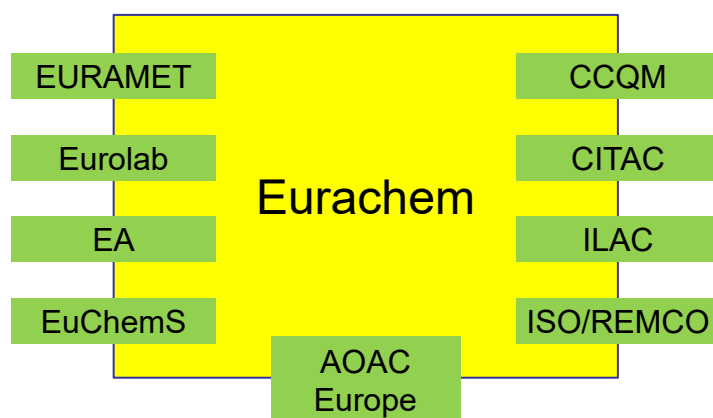 EURAMET
Eurolab
EA
EuChemS
Eurachem
CCQM
CITAC
ILAC
ISO/REMCO
AOAC
Europe